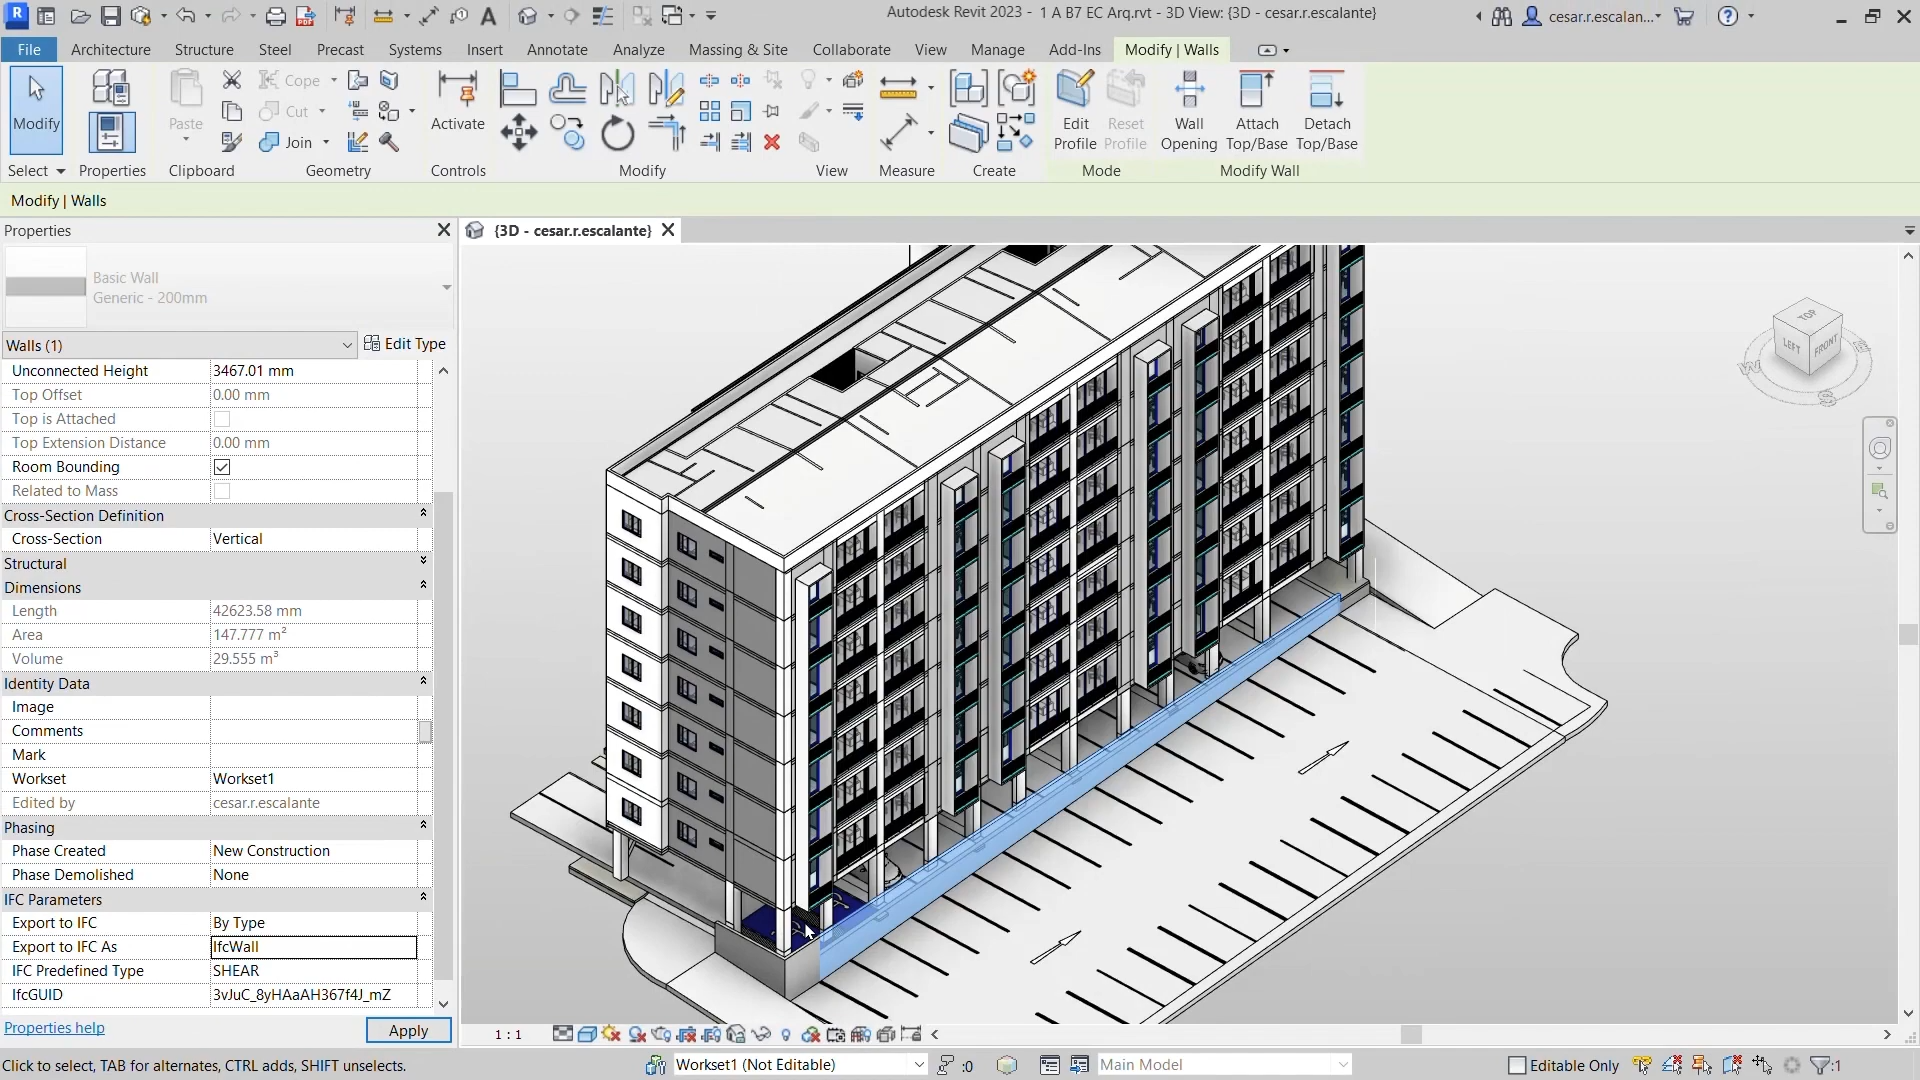 Autodesk Revit 2023 - 1 A B7 EC Arq.rvt - 3D View: {3D - cesar.r.escalante}
cesar.r.escalan...
File Architecture Structure Steel Precast Systems Insert Annotate Analyze Massing & Site Collaborate View Manage Add-Ins Modify | Walls
Modify
Paste
Cope
Cut
Join
Activate
Edit Profile
Reset Profile
Wall Opening
Attach Top/Base
Detach Top/Base
Select Properties Clipboard Geometry Controls Modify View Measure Create Mode Modify Wall
Modify | Walls
Properties
{3D - cesar.r.escalante}
Basic Wall
Generic - 200mm
Walls (1) Edit Type
Unconnected Height 3467.01 mm
Top Offset 0.00 mm
Top is Attached
Top Extension Distance 0.00 mm
Room Bounding
Related to Mass
Cross-Section Definition
Cross-Section Vertical
Structural
Dimensions
Length 42623.58 mm
Area 147.777 m²
Volume 29.555 m³
Identity Data
Image
Comments
Mark
Workset Workset1
Edited by cesar.r.escalante
Phasing
Phase Created New Construction
Phase Demolished None
IFC Parameters
Export to IFC By Type
Export to IFC As IfcWall
IFC Predefined Type SHEAR
IfcGUID 3vJuC_8yHAaAH367f4J_mZ
Properties help Apply
TOP
LEFT FRONT
W
S
1 : 1
Click to select, TAB for alternates, CTRL adds, SHIFT unselects.
Workset1 (Not Editable) :0 Main Model Editable Only :1